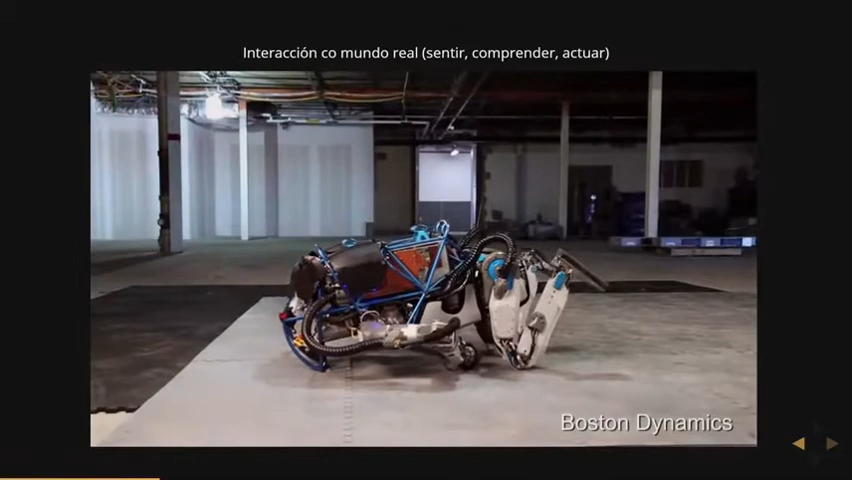 Interacción co mundo real (sentir, comprender, actuar)
Boston Dynamics